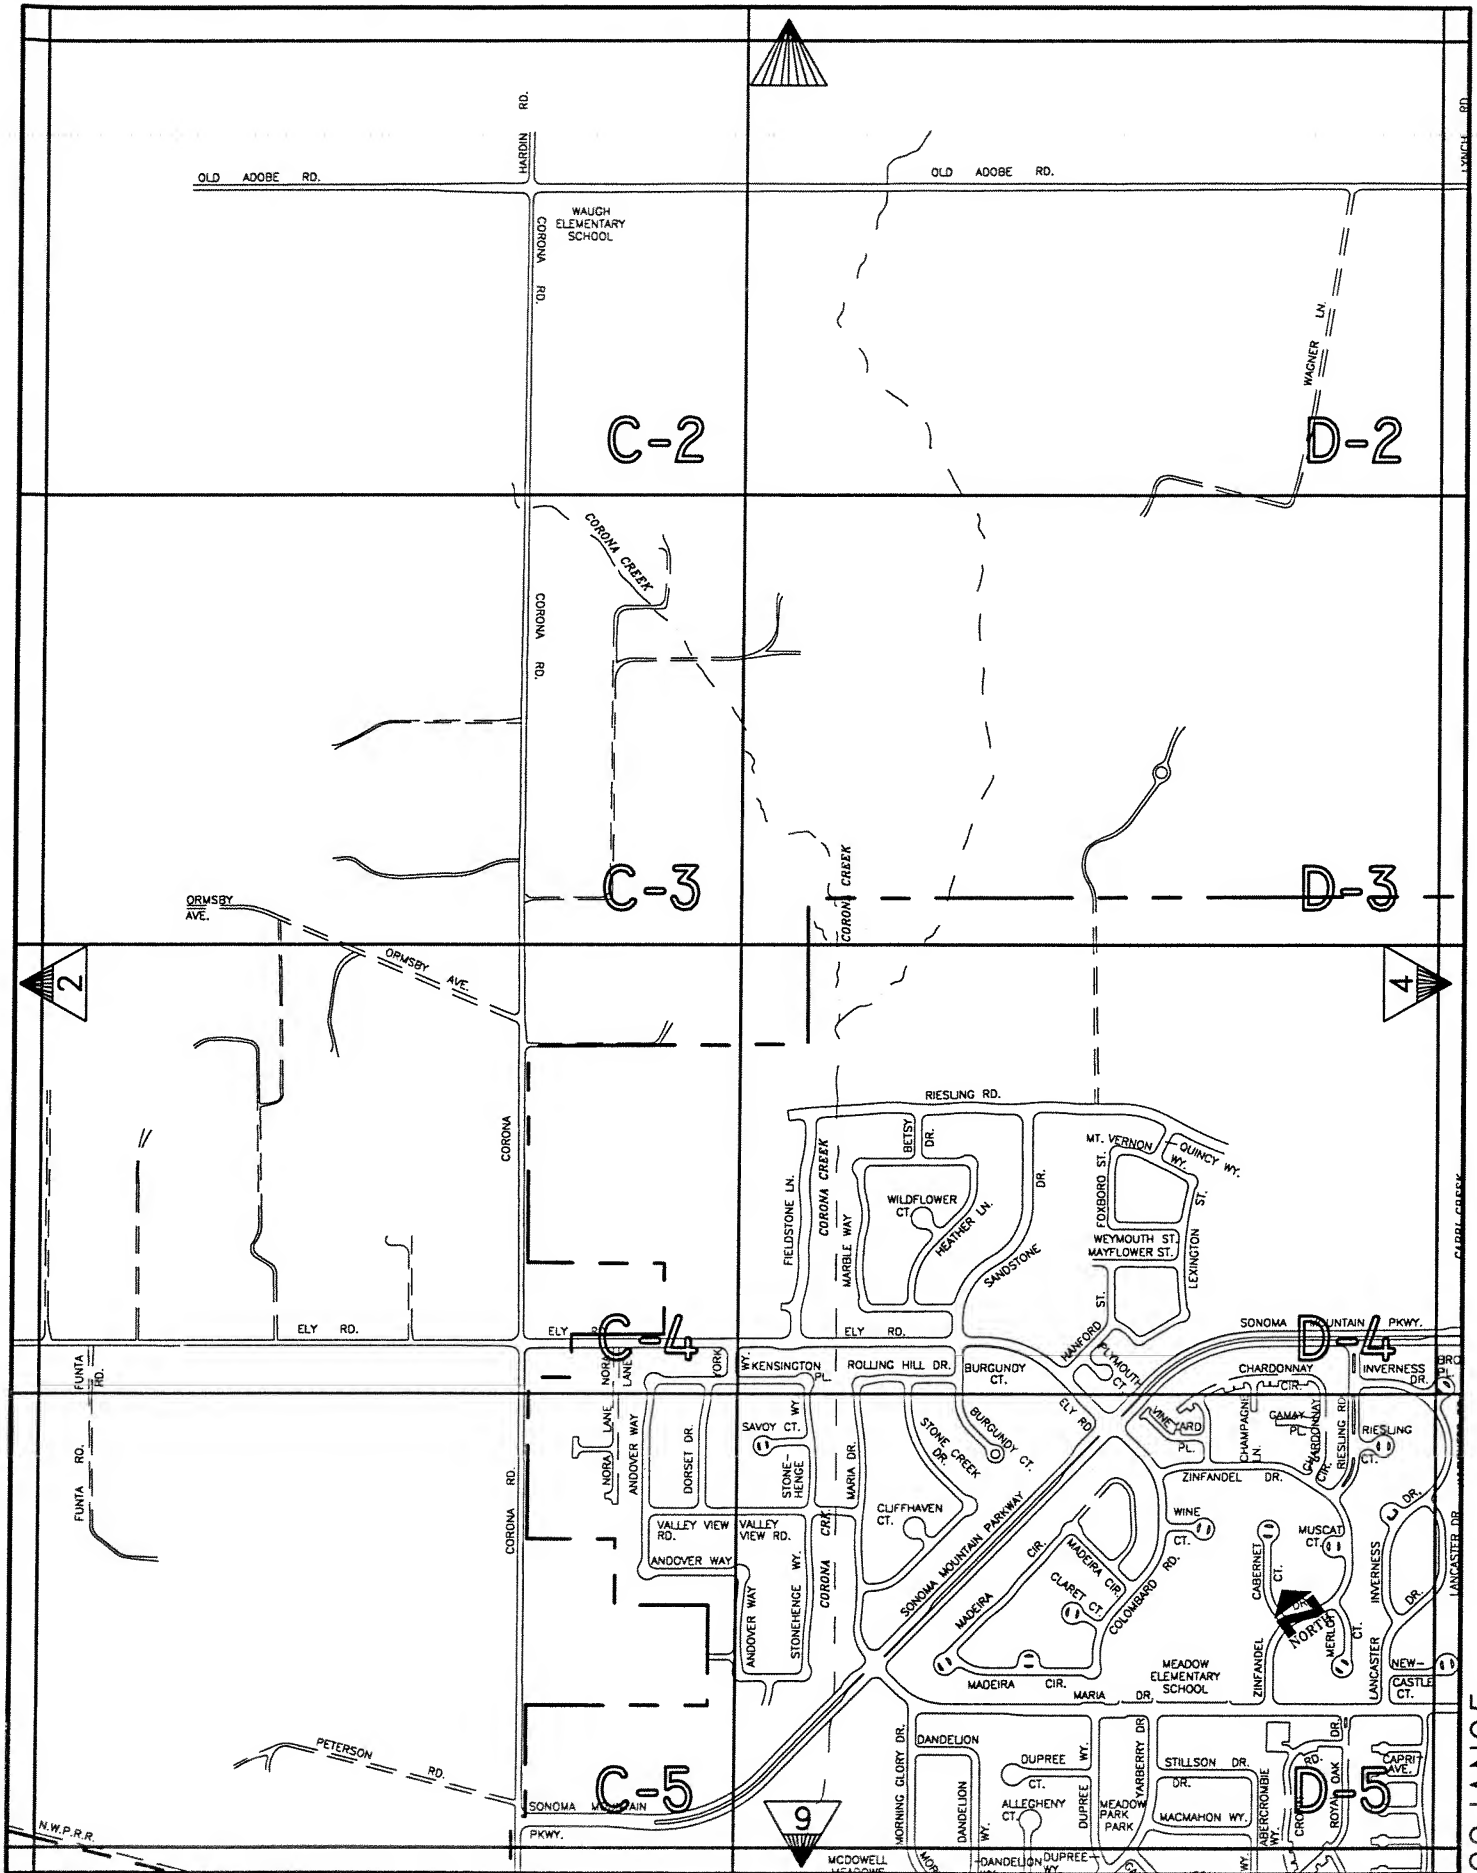 LYNCH RD.
HARDIN RD.
OLD ADOBE RD.
OLD ADOBE RD.
WAUGH
ELEMENTARY
SCHOOL
CORONA RD.
WAGNER LN.
C-2
D-2
CORONA CREEK
CORONA RD.
CORONA CREEK
C-3
D-3
ORMSBY
AVE.
ORMSBY AVE.
2
4
RIESLING RD.
CORONA
BETSY
DR.
MT. VERNON
WY.
QUINCY WY.
CORONA CREEK
FIELDSTONE LN.
MARBLE WAY
WILDFLOWER
CT.
HEATHER LN.
SANDSTONE
DR.
FOXBORO ST.
WEYMOUTH ST.
MAYFLOWER ST.
LEXINGTON
ST.
ELY RD.
ELY
C-4
ELY RD.
HANFORD
ST.
PLYMOUTH
CT.
SONOMA MOUNTAIN PKWY.
D-4
FUNTA
RD.
NORA
LANE
YORK
WY.
KENSINGTON
PL.
ROLLING HILL DR.
BURGUNDY
CT.
CHARDONNAY
CIR.
INVERNESS
DR.
FUNTA RD.
CORONA RD.
NORA LANE
ANDOVER WAY
DORSET DR.
SAVOY CT.
STONE-
HENGE
WY.
MARIA DR.
STONE CREEK
DR.
BURGUNDY CT.
ELY RD
VINEYARD
PL.
CHAMPAGNE
LN.
GAMAY
PL.
CHARDONNAY
CIR.
RIESLING RD.
RIESLING
CT.
ZINFANDEL DR.
CLIFFHAVEN
CT.
SONOMA MOUNTAIN PARKWAY
WINE
CT.
MUSCAT
CT.
DR.
VALLEY VIEW
RD.
VALLEY
VIEW RD.
ANDOVER WAY
CORONA CRK.
MADEIRA CIR.
MADEIRA CIR.
CLARET CT.
COLOMBARD RD.
CABERNET
CT.
INVERNESS
DR.
LANCASTER DR.
CORONA
ANDOVER WAY
STONEHENGE WY.
ZINFANDEL
DR.
NORTH
MERLOT
CT.
LANCASTER
NEW-
CASTLE
CT.
MADEIRA CIR.
MEADOW
ELEMENTARY
SCHOOL
MARIA DR.
PETERSON RD.
C-5
SONOMA MOUNTAIN
PKWY.
N.W.P.R.R.
9
MORNING GLORY DR.
DANDELION
DANDELION
WY.
DUPREE
CT.
ALLEGHENY
CT.
DUPREE WY.
YARBERRY DR.
MEADOW
PARK
PARK
STILLSON DR.
DR.
MACMAHON WY.
ABERCROMBIE
WY.
ROYAL OAK
DR.
CAPRI
AVE.
D-5
MCDOWELL
DANDELION
DUPREE
WY.